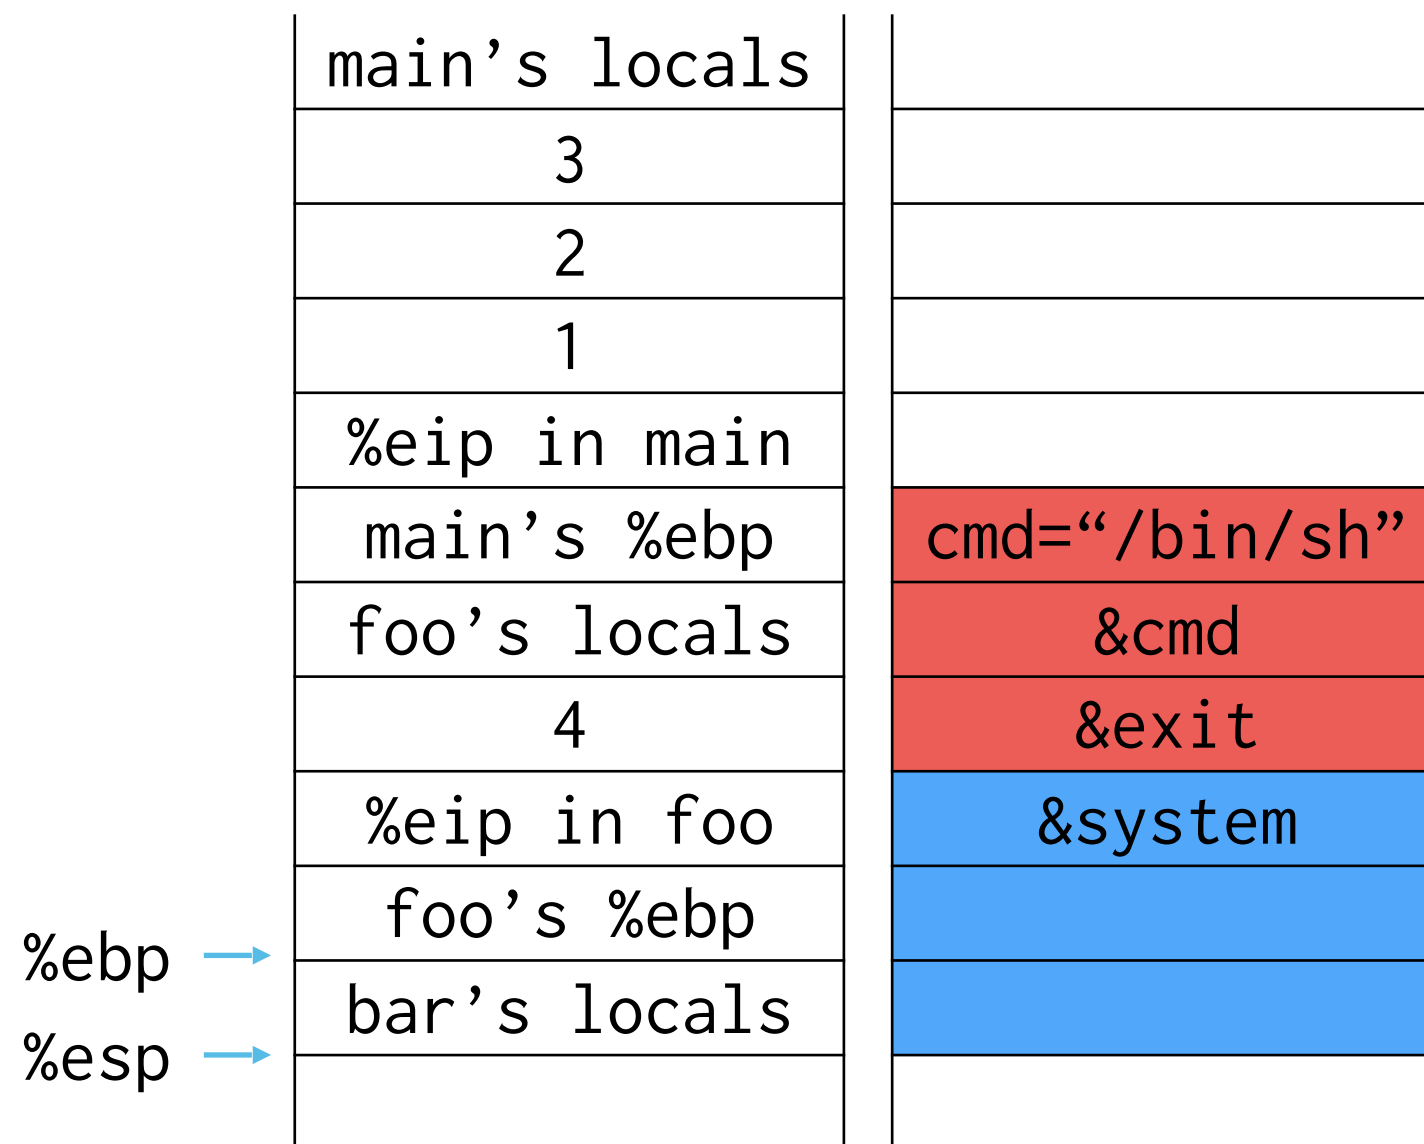 main’s locals
3
2
1
%eip in main
main’s %ebp
cmd=“/bin/sh”
foo’s locals
&cmd
4
&exit
%eip in foo
&system
foo’s %ebp
%ebp
bar’s locals
%esp